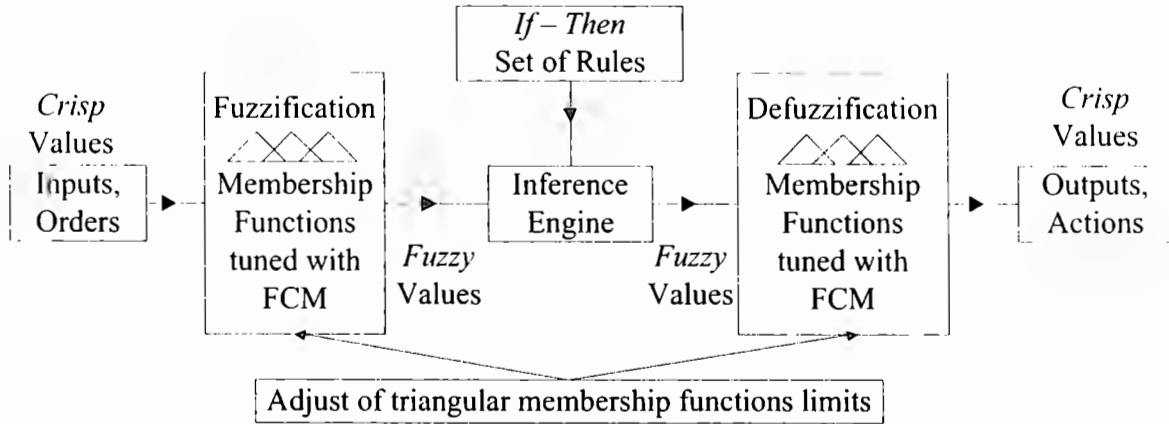 If – Then
Set of Rules
Crisp
Values
Inputs,
Orders
Fuzzification
Membership
Functions
tuned with
FCM
Fuzzy
Values
Inference
Engine
Fuzzy
Values
Defuzzification
Membership
Functions
tuned with
FCM
Crisp
Values
Outputs,
Actions
Adjust of triangular membership functions limits